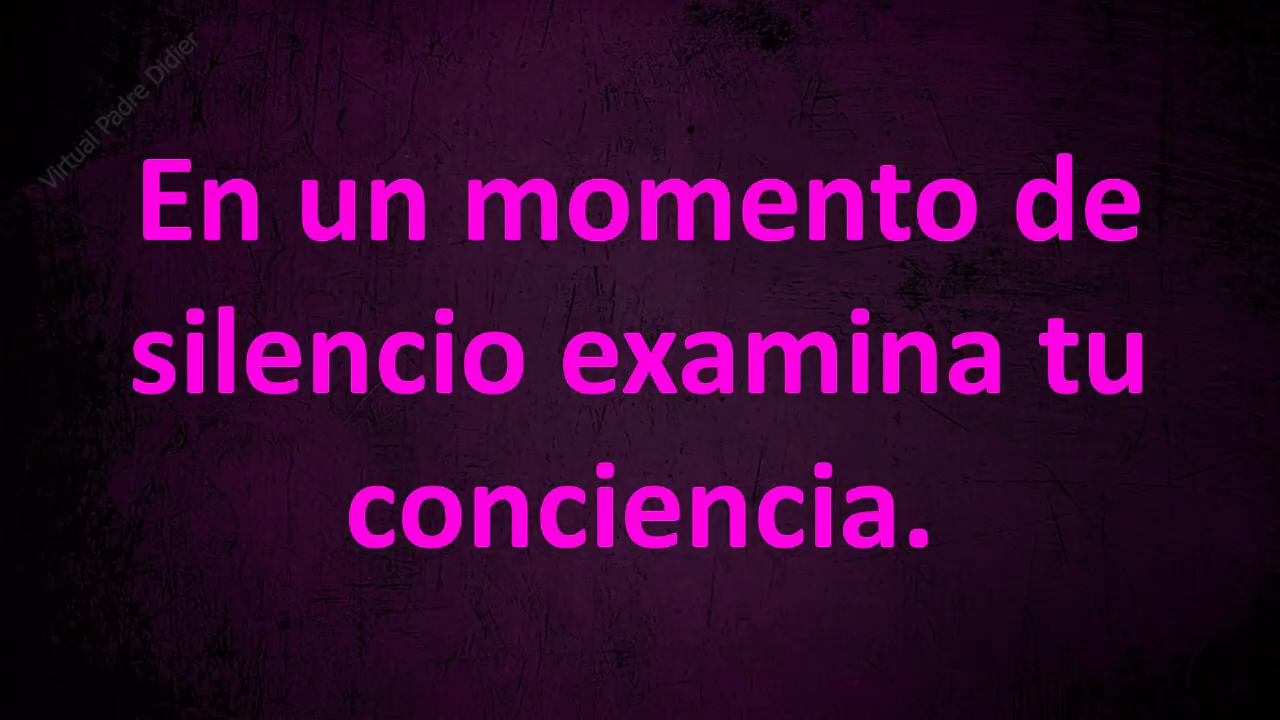 Virtual Padre Didier
En un momento de
silencio examina tu
conciencia.